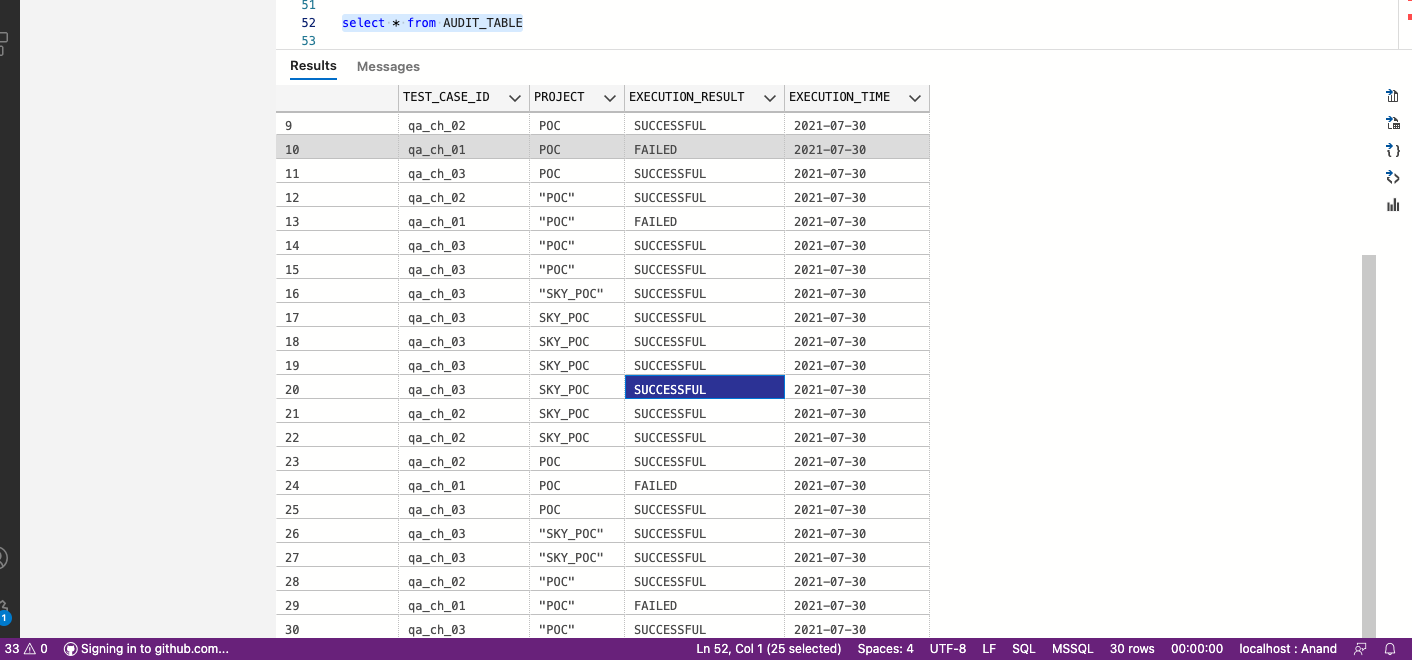 51
52 select * from AUDIT_TABLE
53
Results Messages
TEST_CASE_ID PROJECT EXECUTION_RESULT EXECUTION_TIME
9 qa_ch_02 POC SUCCESSFUL 2021-07-30
10 qa_ch_01 POC FAILED 2021-07-30
11 qa_ch_03 POC SUCCESSFUL 2021-07-30
12 qa_ch_02 "POC" SUCCESSFUL 2021-07-30
13 qa_ch_01 "POC" FAILED 2021-07-30
14 qa_ch_03 "POC" SUCCESSFUL 2021-07-30
15 qa_ch_03 "POC" SUCCESSFUL 2021-07-30
16 qa_ch_03 "SKY_POC" SUCCESSFUL 2021-07-30
17 qa_ch_03 SKY_POC SUCCESSFUL 2021-07-30
18 qa_ch_03 SKY_POC SUCCESSFUL 2021-07-30
19 qa_ch_03 SKY_POC SUCCESSFUL 2021-07-30
20 qa_ch_03 SKY_POC SUCCESSFUL 2021-07-30
21 qa_ch_02 SKY_POC SUCCESSFUL 2021-07-30
22 qa_ch_02 SKY_POC SUCCESSFUL 2021-07-30
23 qa_ch_02 POC SUCCESSFUL 2021-07-30
24 qa_ch_01 POC FAILED 2021-07-30
25 qa_ch_03 POC SUCCESSFUL 2021-07-30
26 qa_ch_03 "SKY_POC" SUCCESSFUL 2021-07-30
27 qa_ch_03 "SKY_POC" SUCCESSFUL 2021-07-30
28 qa_ch_02 "POC" SUCCESSFUL 2021-07-30
29 qa_ch_01 "POC" FAILED 2021-07-30
30 qa_ch_03 "POC" SUCCESSFUL 2021-07-30
1
33 0 Signing in to github.com... Ln 52, Col 1 (25 selected) Spaces: 4 UTF-8 LF SQL MSSQL 30 rows 00:00:00 localhost : Anand